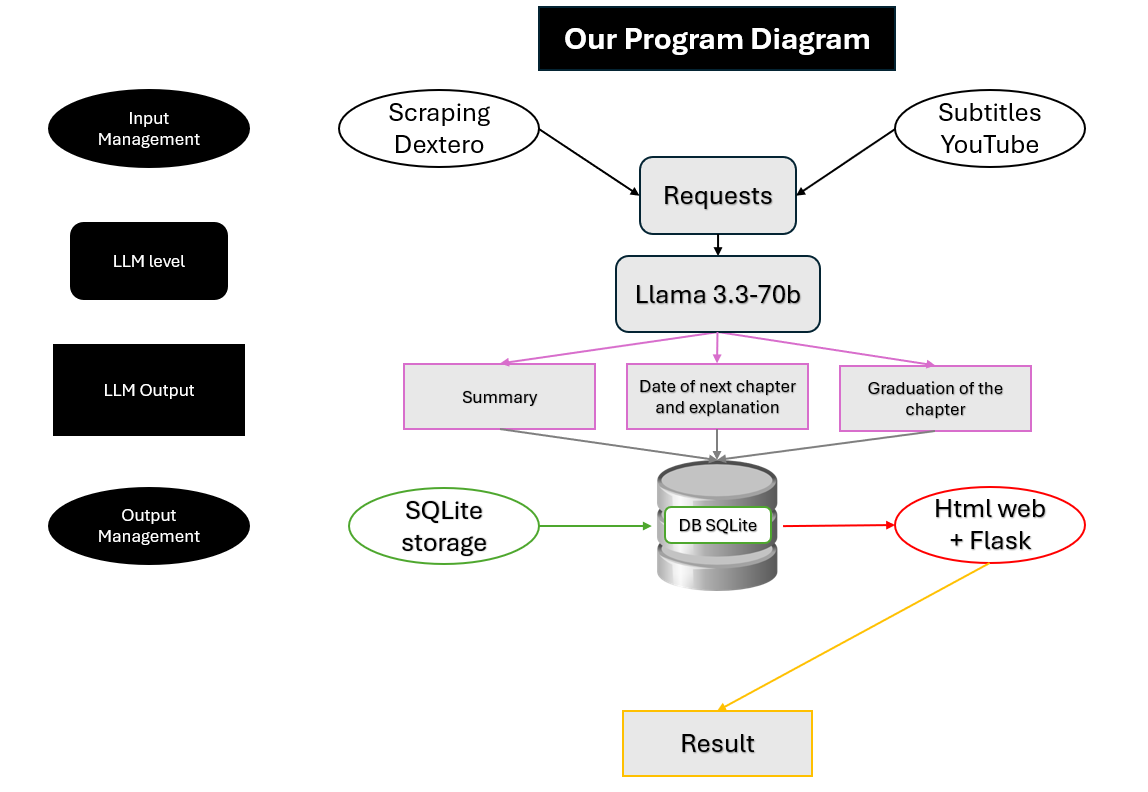 Our Program Diagram
Input
Management
Scraping
Dextero
Subtitles
YouTube
Requests
LLM level
Llama 3.3-70b
LLM Output
Summary
Date of next chapter
and explanation
Graduation of the
chapter
Output
Management
SQLite
storage
DB SQLite
Html web
+ Flask
Result